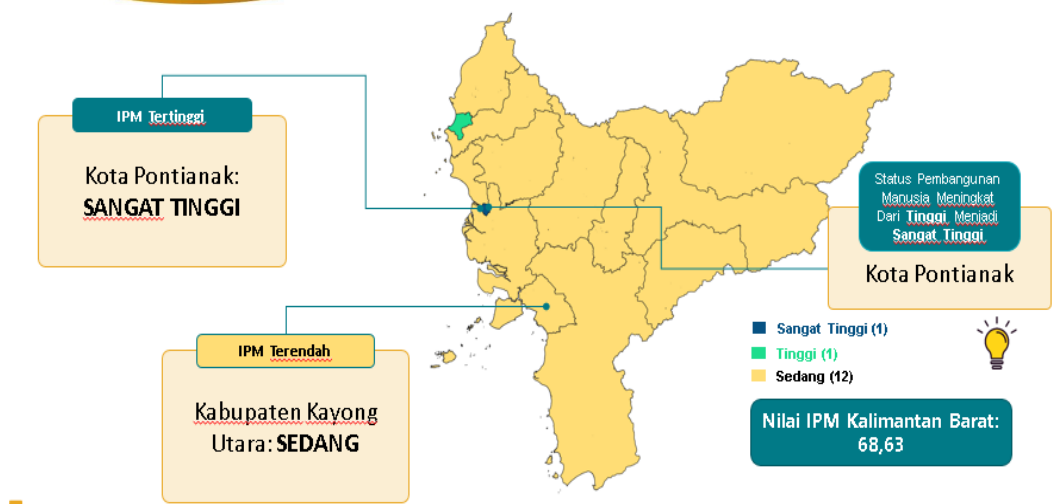 IPM Tertinggi
Kota Pontianak:
SANGAT TINGGI
Status Pembangunan
Manusia Meningkat
Dari Tinggi Menjadi
Sangat Tinggi
Kota Pontianak
IPM Terendah
Kabupaten Kayong
Utara: SEDANG
Sangat Tinggi (1)
Tinggi (1)
Sedang (12)
Nilai IPM Kalimantan Barat:
68,63